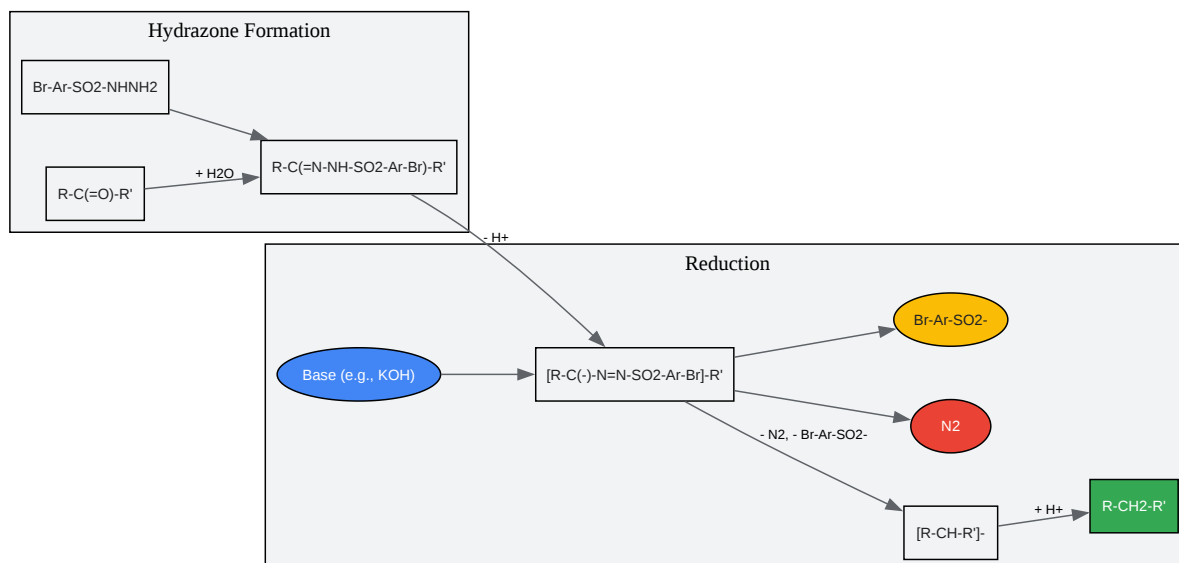 Hydrazone Formation
Br-Ar-SO2-NHNH2
R-C(=O)-R'
+ H2O
R-C(=N-NH-SO2-Ar-Br)-R'
- H+
Reduction
Base (e.g., KOH)
[R-C(-)-N=N-SO2-Ar-Br]-R'
Br-Ar-SO2-
N2
- N2, - Br-Ar-SO2-
[R-CH-R']-
+ H+
R-CH2-R'